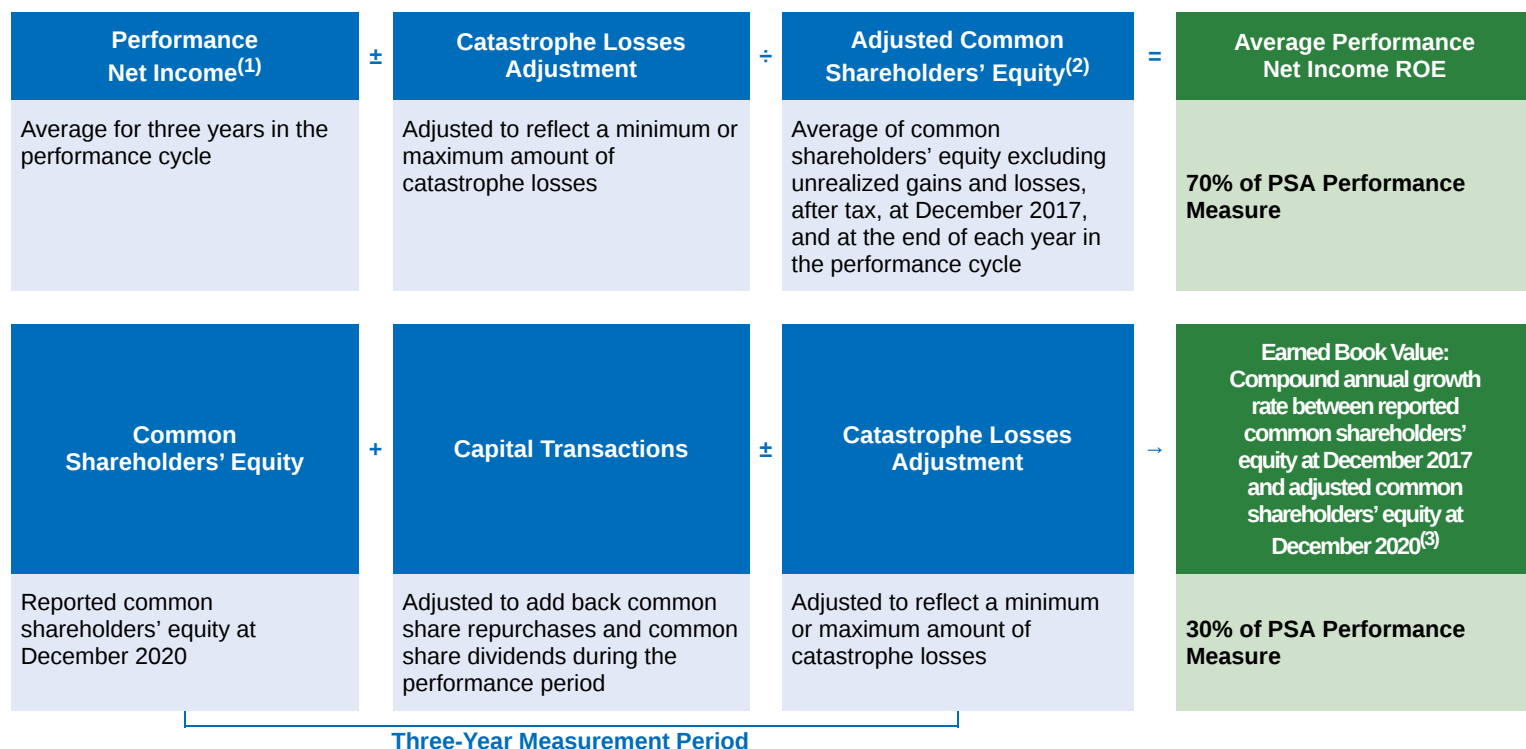 Performance
Net Income(1)
±
Catastrophe Losses
Adjustment
÷
Adjusted Common
Shareholders’ Equity(2)
=
Average Performance
Net Income ROE
Average for three years in the
performance cycle
Adjusted to reflect a minimum or
maximum amount of
catastrophe losses
Average of common
shareholders’ equity excluding
unrealized gains and losses,
after tax, at December 2017,
and at the end of each year in
the performance cycle
70% of PSA Performance
Measure
Common
Shareholders’ Equity
+
Capital Transactions
±
Catastrophe Losses
Adjustment
→
Earned Book Value:
Compound annual growth
rate between reported
common shareholders’
equity at December 2017
and adjusted common
shareholders’ equity at
December 2020(3)
Reported common
shareholders’ equity at
December 2020
Adjusted to add back common
share repurchases and common
share dividends during the
performance period
Adjusted to reflect a minimum
or maximum amount of
catastrophe losses
30% of PSA Performance
Measure
Three-Year Measurement Period